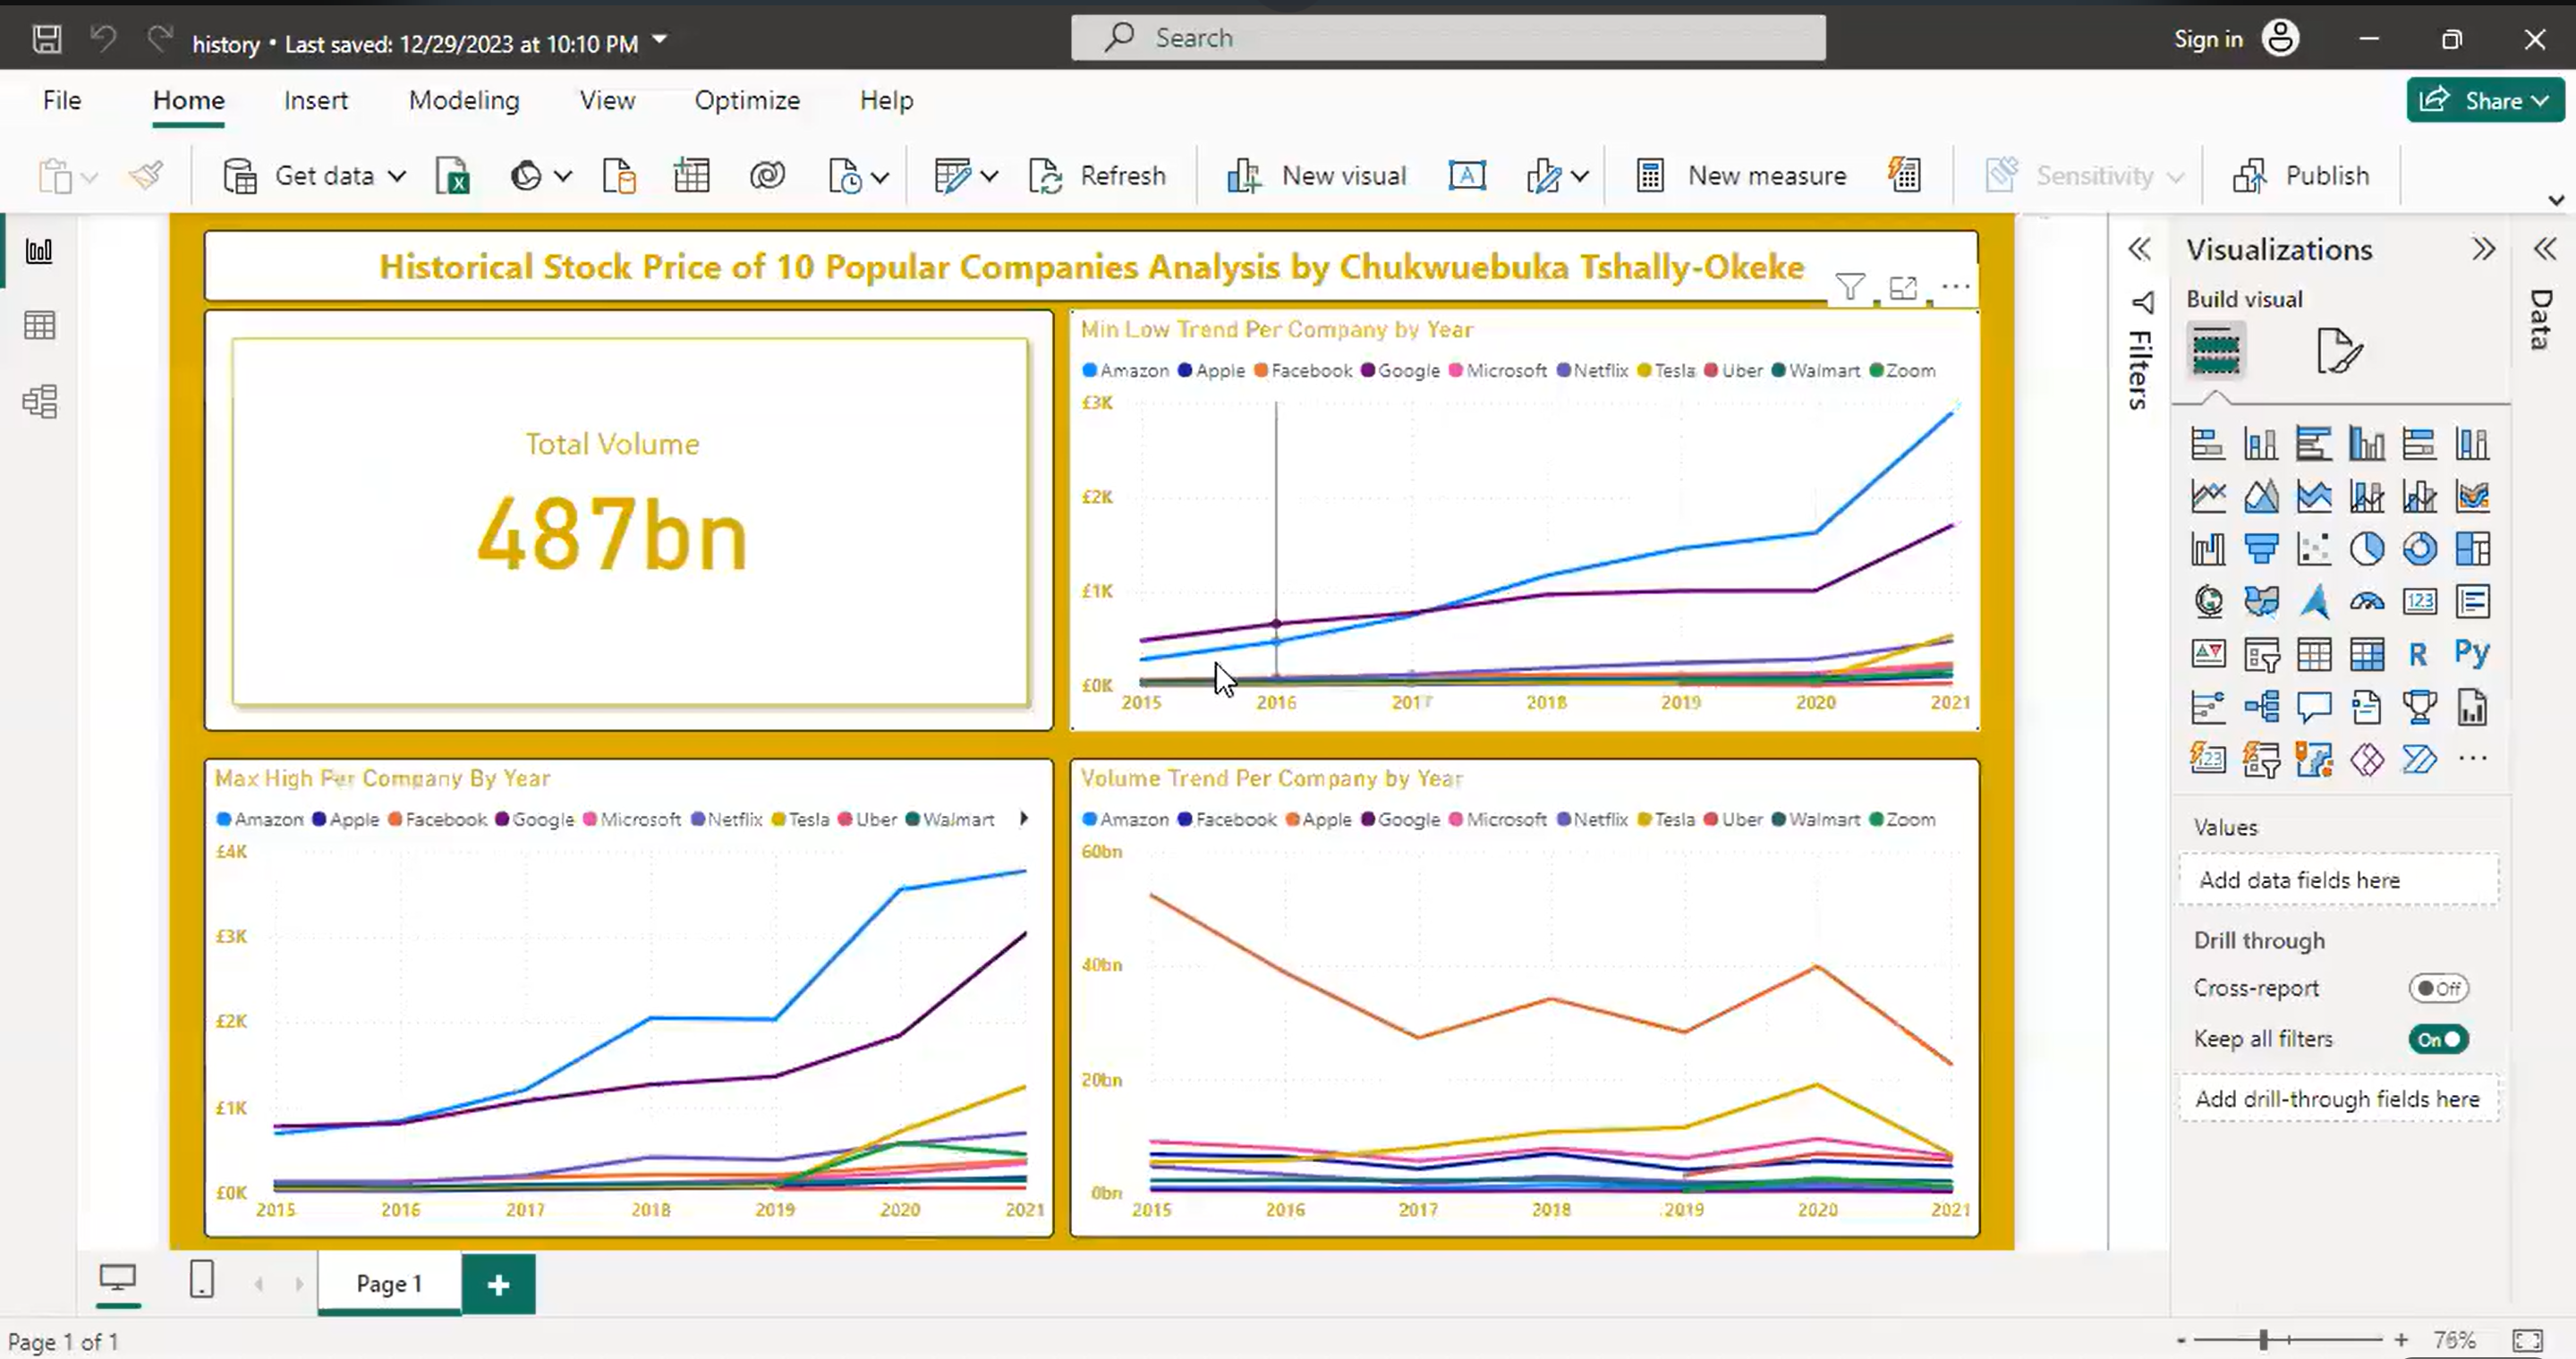 history • Last saved: 12/29/2023 at 10:10 PM
Search
Sign in
File Home Insert Modeling View Optimize Help
Share
Get data
Refresh
New visual
New measure
Sensitivity
Publish
Historical Stock Price of 10 Popular Companies Analysis by Chukwuebuka Tshally-Okeke
Total Volume
487bn
Min Low Trend Per Company by Year
Amazon Apple Facebook Google Microsoft Netflix Tesla Uber Walmart Zoom
£3K
£2K
£1K
£0K
2015 2016 2017 2018 2019 2020 2021
Max High Per Company By Year
Amazon Apple Facebook Google Microsoft Netflix Tesla Uber Walmart
£4K
£3K
£2K
£1K
£0K
2015 2016 2017 2018 2019 2020 2021
Volume Trend Per Company by Year
Amazon Facebook Apple Google Microsoft Netflix Tesla Uber Walmart Zoom
60bn
40bn
20bn
0bn
2015 2016 2017 2018 2019 2020 2021
Filters
Visualizations
Build visual
123
R Py
123
Values
Add data fields here
Drill through
Cross-report Off
Keep all filters On
Add drill-through fields here
Data
Page 1
+
Page 1 of 1
- + 76%